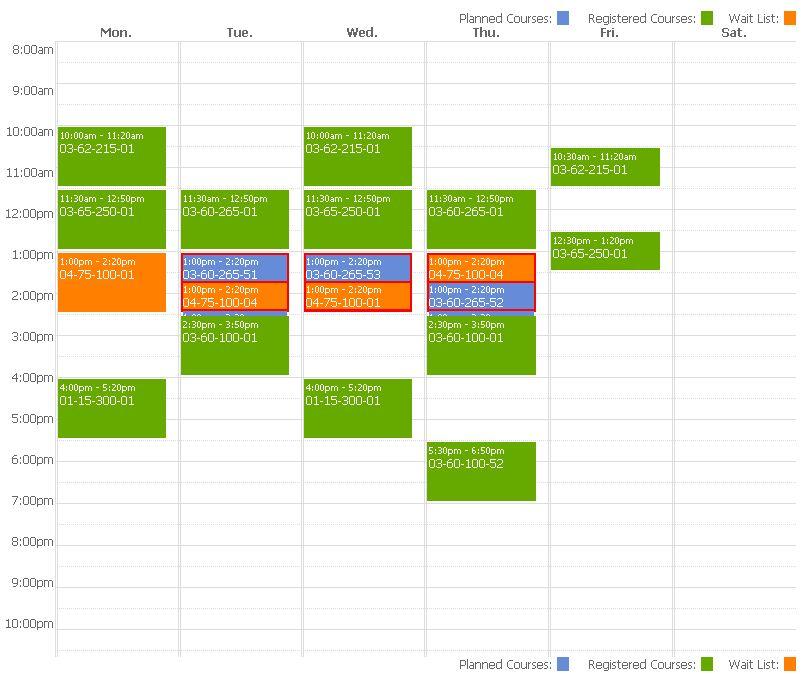 Planned Courses: Registered Courses: Wait List:
Mon. Tue. Wed. Thu. Fri. Sat.
8:00am
9:00am
10:00am
10:00am - 11:20am
03-62-215-01
10:00am - 11:20am
03-62-215-01
10:30am - 11:20am
03-62-215-01
11:00am
11:30am - 12:50pm
03-65-250-01
11:30am - 12:50pm
03-60-265-01
11:30am - 12:50pm
03-65-250-01
11:30am - 12:50pm
03-60-265-01
12:00pm
12:30pm - 1:20pm
03-65-250-01
1:00pm
1:00pm - 2:20pm
04-75-100-01
1:00pm - 2:20pm
03-60-265-51
1:00pm - 2:20pm
04-75-100-04
1:00pm - 2:20pm
03-60-265-53
1:00pm - 2:20pm
04-75-100-01
1:00pm - 2:20pm
04-75-100-04
1:00pm - 2:20pm
03-60-265-52
2:00pm
2:30pm - 3:50pm
03-60-100-01
2:30pm - 3:50pm
03-60-100-01
3:00pm
4:00pm
4:00pm - 5:20pm
01-15-300-01
4:00pm - 5:20pm
01-15-300-01
5:00pm
5:30pm - 6:50pm
03-60-100-52
6:00pm
7:00pm
8:00pm
9:00pm
10:00pm
Planned Courses: Registered Courses: Wait List: